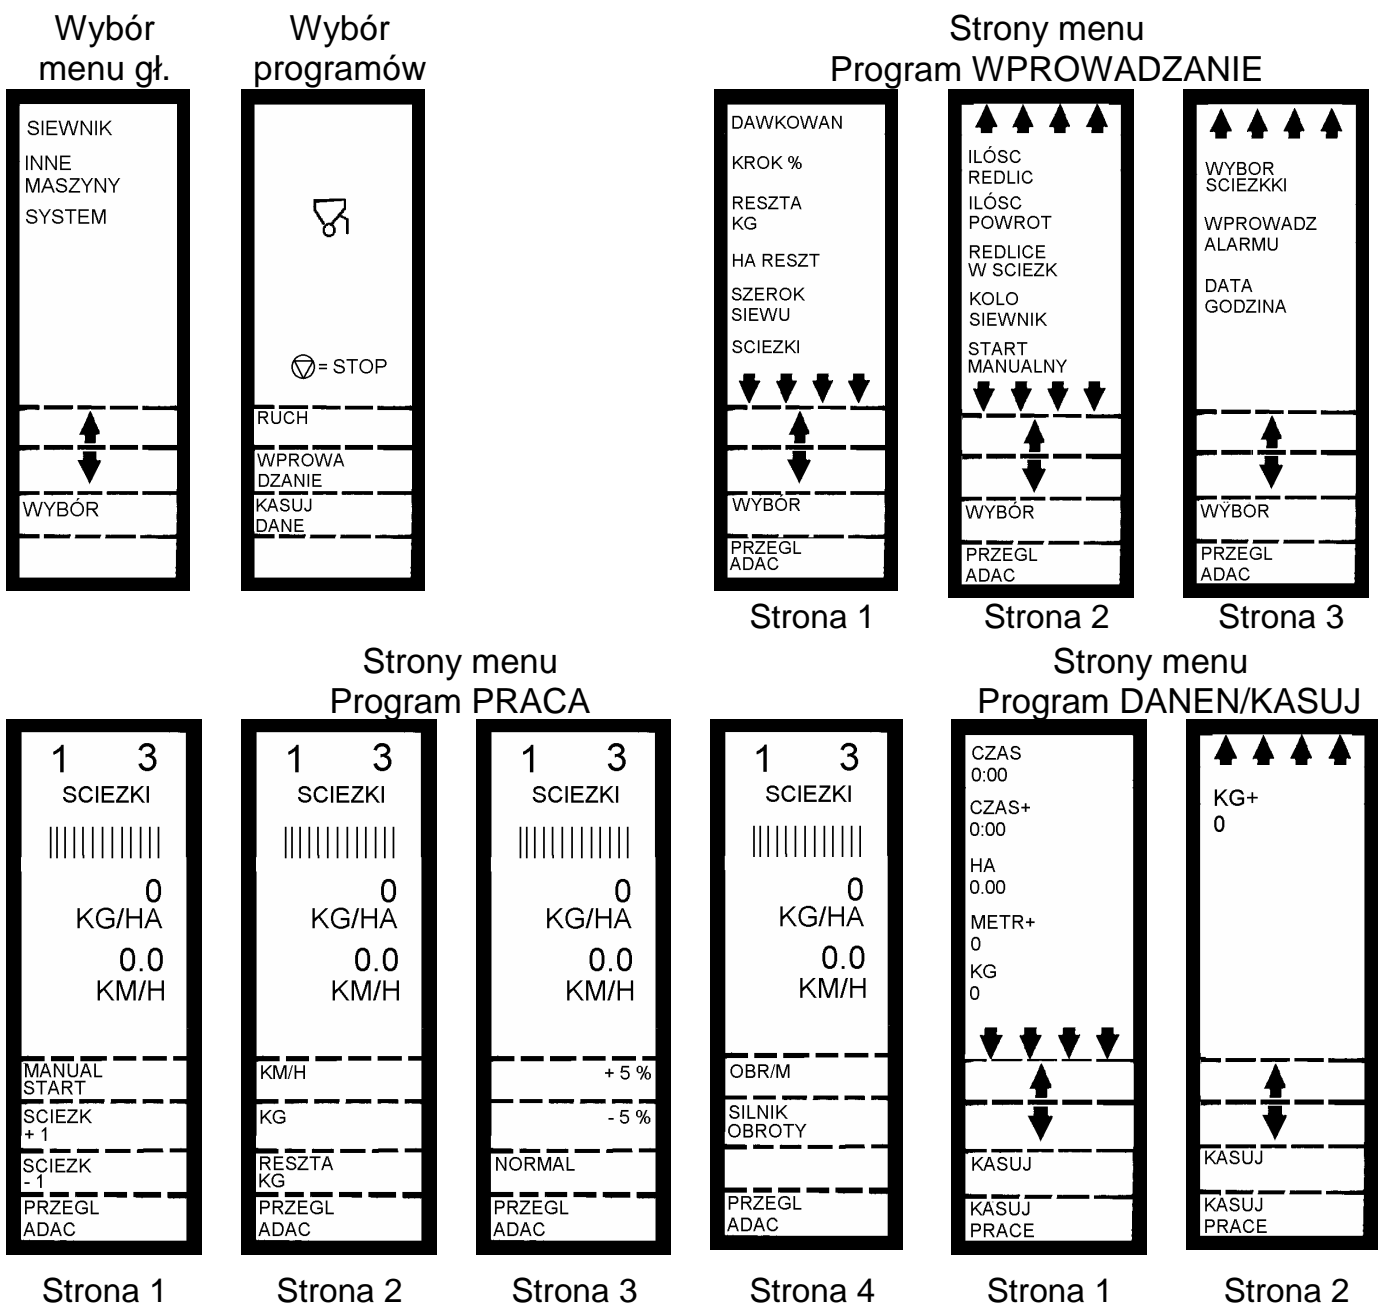 Wybór
menu gł.
Wybór
programów
Strony menu
Program WPROWADZANIE
SIEWNIK
INNE
MASZYNY
SYSTEM
WYBÓR
= STOP
RUCH
WPROWA
DZANIE
KASUJ
DANE
DAWKOWAN
KROK %
RESZTA
KG
HA RESZT
SZEROK
SIEWU
SCIEZKI
WYBÓR
PRZEGL
ADAC
Strona 1
ILÓSC
REDLIC
ILÓSC
POWROT
REDLICE
W SCIEZK
KOLO
SIEWNIK
START
MANUALNY
WYBÓR
PRZEGL
ADAC
Strona 2
WYBOR
SCIEZKKI
WPROWADZ
ALARMU
DATA
GODZINA
WYBOR
PRZEGL
ADAC
Strona 3
Strony menu
Program PRACA
1 3
SCIEZKI
0
KG/HA
0.0
KM/H
MANUAL
START
SCIEZK
+ 1
SCIEZK
- 1
PRZEGL
ADAC
Strona 1
1 3
SCIEZKI
0
KG/HA
0.0
KM/H
KM/H
KG
RESZTA
KG
PRZEGL
ADAC
Strona 2
1 3
SCIEZKI
0
KG/HA
0.0
KM/H
+ 5 %
- 5 %
NORMAL
PRZEGL
ADAC
Strona 3
1 3
SCIEZKI
0
KG/HA
0.0
KM/H
OBR/M
SILNIK
OBROTY
PRZEGL
ADAC
Strona 4
Strony menu
Program DANEN/KASUJ
CZAS
0:00
CZAS+
0:00
HA
0.00
METR+
0
KG
0
KASUJ
KASUJ
PRACE
Strona 1
KG+
0
KASUJ
KASUJ
PRACE
Strona 2